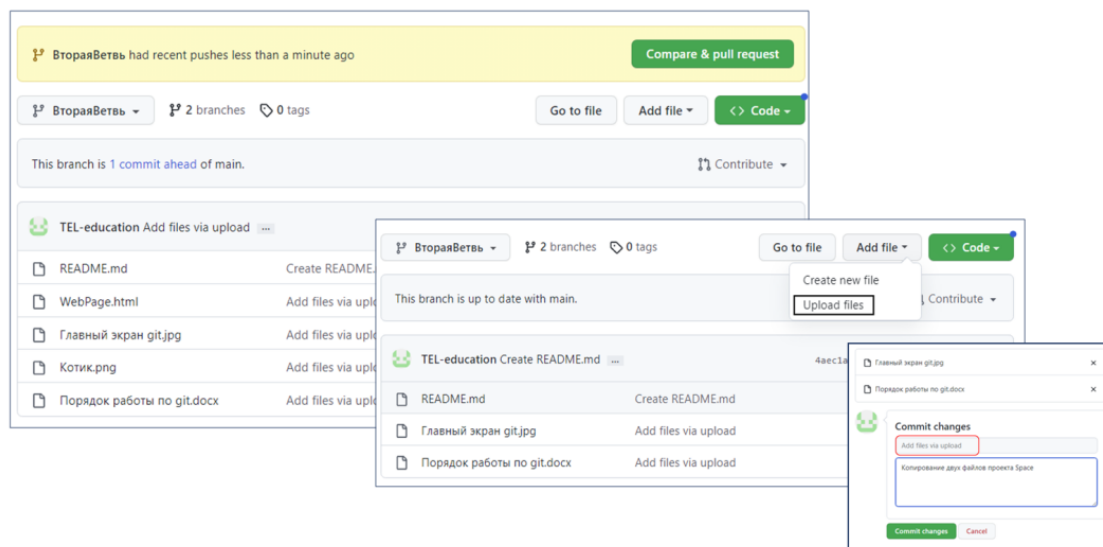 ВтораяВетвь had recent pushes less than a minute ago
Compare & pull request
ВтораяВетвь
2 branches
0 tags
Go to file
Add file
<> Code
This branch is 1 commit ahead of main.
Contribute
TEL-education Add files via upload ...
README.md Create README.
WebPage.html Add files via uplo
Главный экран git.jpg Add files via uplo
Котик.png Add files via uplo
Порядок работы по git.docx Add files via uplo
ВтораяВетвь
2 branches
0 tags
Go to file
Add file
<> Code
Create new file
Upload files
This branch is up to date with main.
Contribute
TEL-education Create README.md ... 4aec1a
README.md Create README.md
Главный экран git.jpg Add files via upload
Порядок работы по git.docx Add files via upload
Главный экран git.jpg ×
Порядок работы по git.docx ×
Commit changes
Add files via upload
Копирование двух файлов проекта Space
Commit changes
Cancel